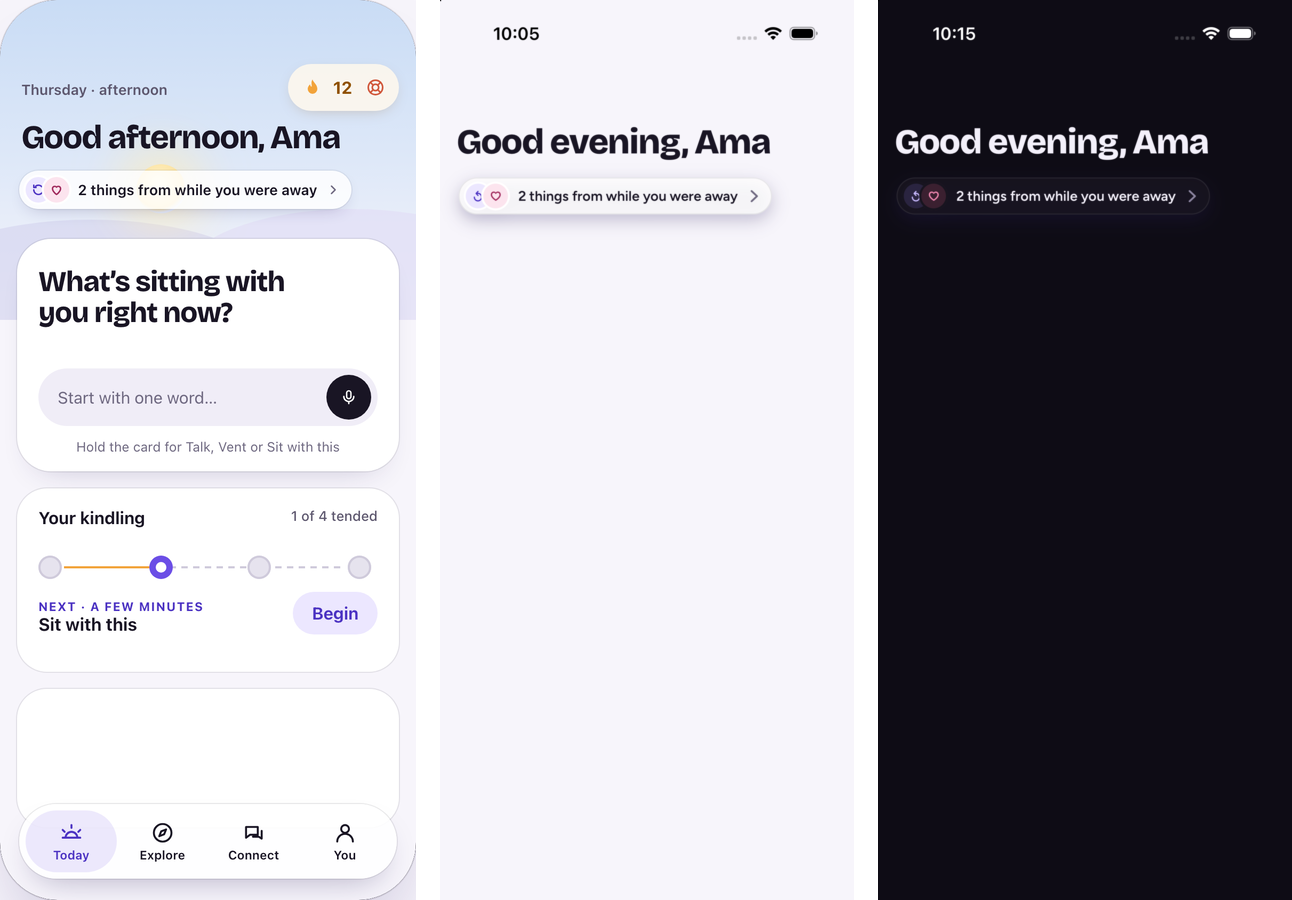 Thursday · afternoon
12
Good afternoon, Ama
2 things from while you were away
What's sitting with
you right now?
Start with one word...
Hold the card for Talk, Vent or Sit with this
Your kindling
1 of 4 tended
NEXT · A FEW MINUTES
Sit with this
Begin
Today
Explore
Connect
You
10:05
Good evening, Ama
2 things from while you were away
10:15
Good evening, Ama
2 things from while you were away